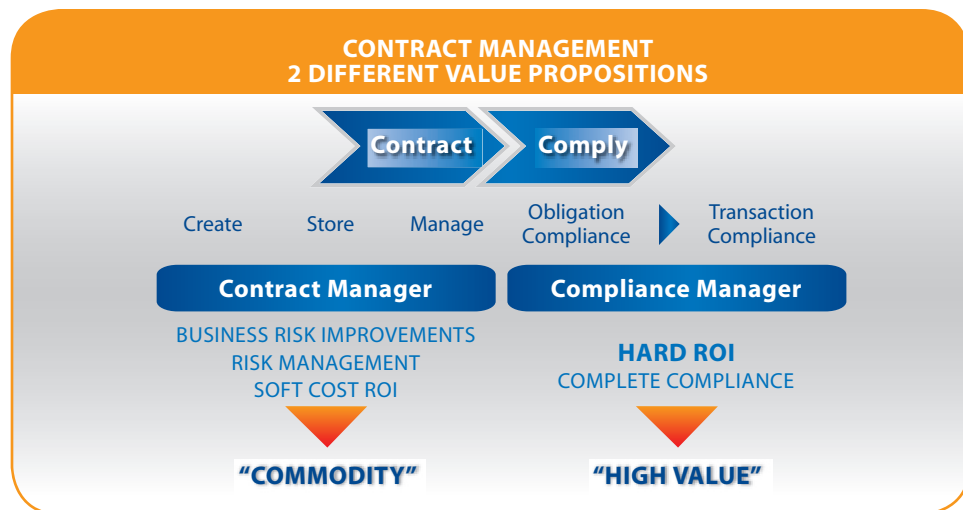 CONTRACT MANAGEMENT
2 DIFFERENT VALUE PROPOSITIONS
Contract
Comply
Create
Store
Manage
Obligation
Compliance
Transaction
Compliance
Contract Manager
BUSINESS RISK IMPROVEMENTS
RISK MANAGEMENT
SOFT COST ROI
“COMMODITY”
Compliance Manager
HARD ROI
COMPLETE COMPLIANCE
“HIGH VALUE”